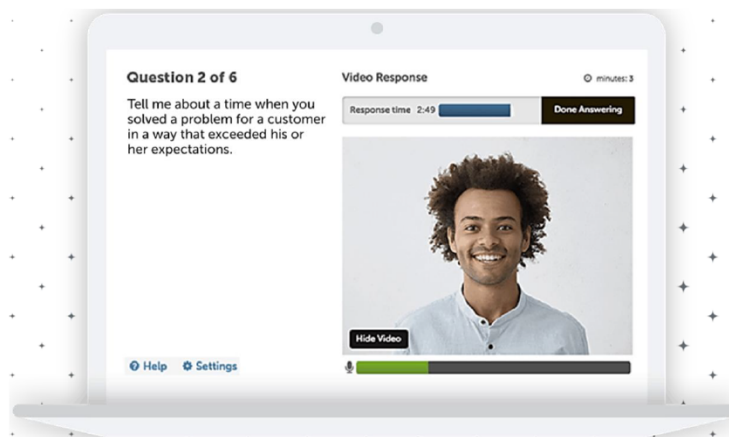 Question 2 of 6
Tell me about a time when you
solved a problem for a customer
in a way that exceeded his or
her expectations.
Help Settings
Video Response
minutes: 3
Response time 2:49
Done Answering
Hide Video